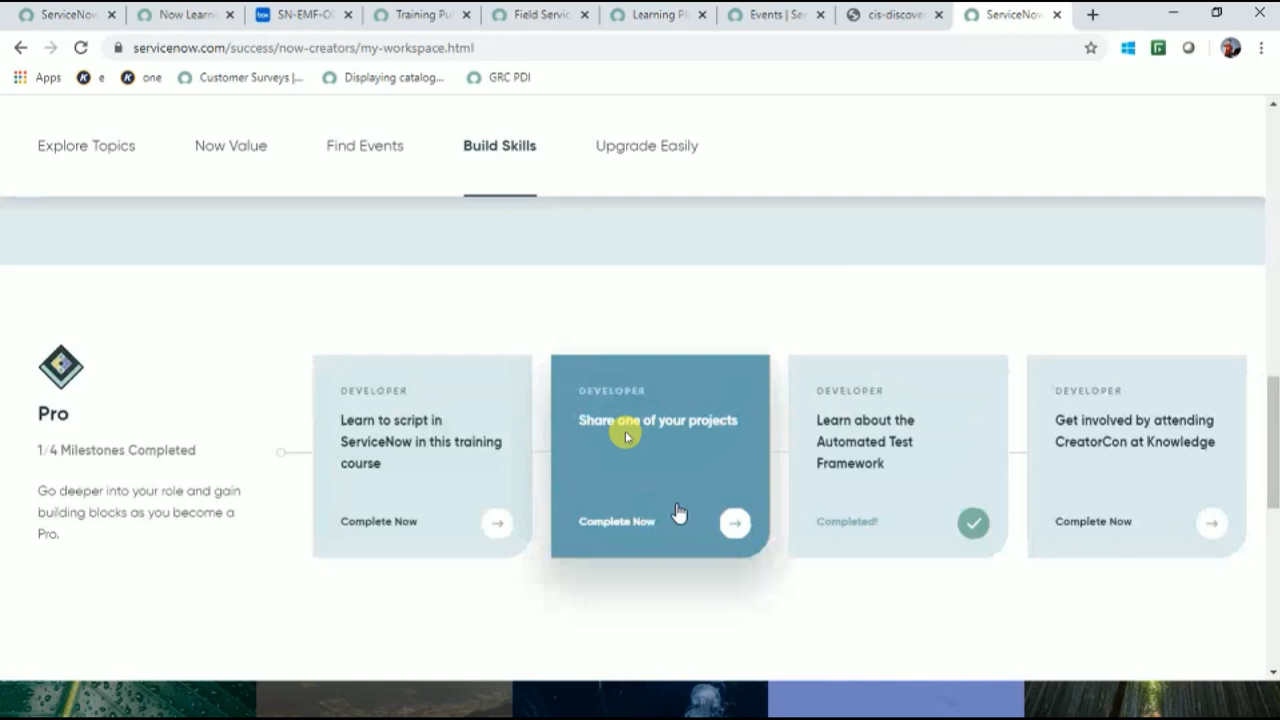 ServiceNow
Now Learn
box
SN-EMF-O
Training Pu
Field Servic
Learning Pl
Events | Ser
cis-discove
ServiceNow
servicenow.com/success/now-creators/my-workspace.html
Apps
e
one
Customer Surveys |...
Displaying catalog...
GRC PDI
Explore Topics
Now Value
Find Events
Build Skills
Upgrade Easily
Pro
1/4 Milestones Completed
Go deeper into your role and gain
building blocks as you become a
Pro.
DEVELOPER
Learn to script in
ServiceNow in this training
course
Complete Now
DEVELOPER
Share one of your projects
Complete Now
DEVELOPER
Learn about the
Automated Test
Framework
Completed!
DEVELOPER
Get involved by attending
CreatorCon at Knowledge
Complete Now